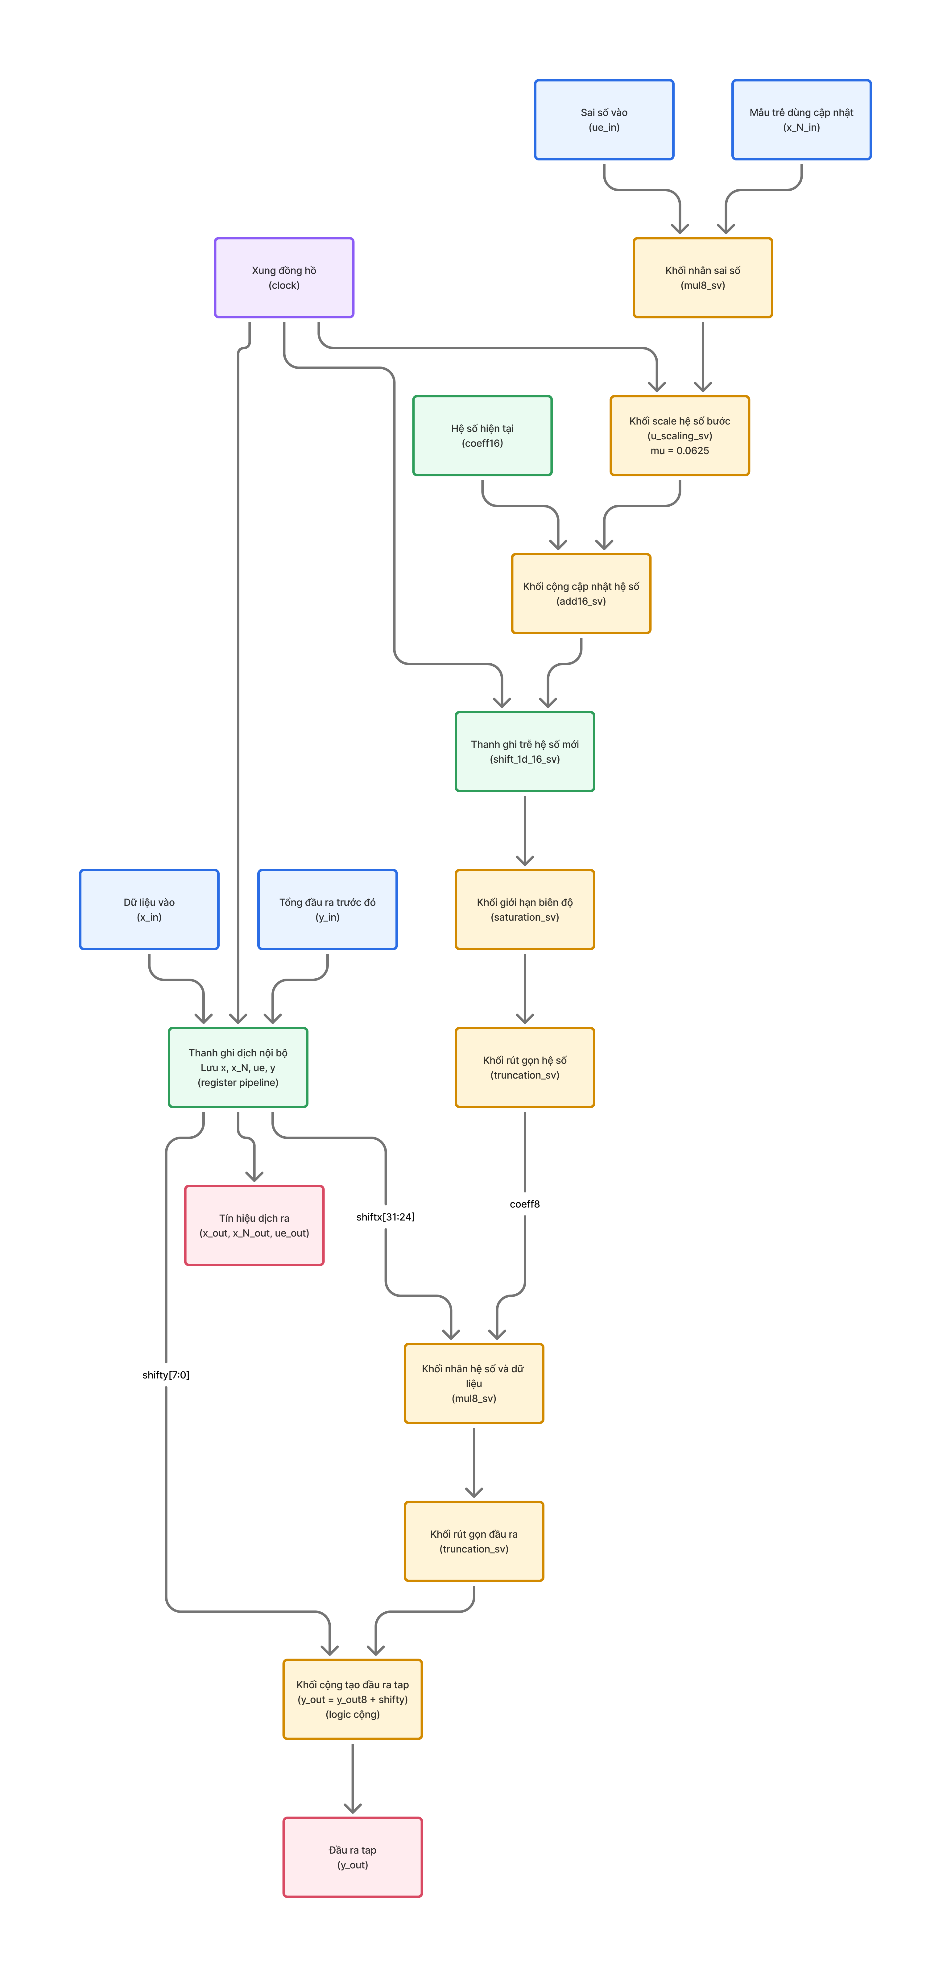 Sai số vào
(ue_in)
Mẫu trễ dùng cập nhật
(x_N_in)
Xung đồng hồ
(clock)
Khối nhân sai số
(mul8_sv)
Hệ số hiện tại
(coeff16)
Khối scale hệ số bước
(u_scaling_sv)
mu = 0.0625
Khối cộng cập nhật hệ số
(add16_sv)
Thanh ghi trễ hệ số mới
(shift_1d_16_sv)
Dữ liệu vào
(x_in)
Tổng đầu ra trước đó
(y_in)
Khối giới hạn biên độ
(saturation_sv)
Thanh ghi dịch nội bộ
Lưu x, x_N, ue, y
(register pipeline)
Khối rút gọn hệ số
(truncation_sv)
Tín hiệu dịch ra
(x_out, x_N_out, ue_out)
shiftx[31:24]
coeff8
shifty[7:0]
Khối nhân hệ số và dữ
liệu
(mul8_sv)
Khối rút gọn đầu ra
(truncation_sv)
Khối cộng tạo đầu ra tap
(y_out = y_out8 + shifty)
(logic cộng)
Đầu ra tap
(y_out)